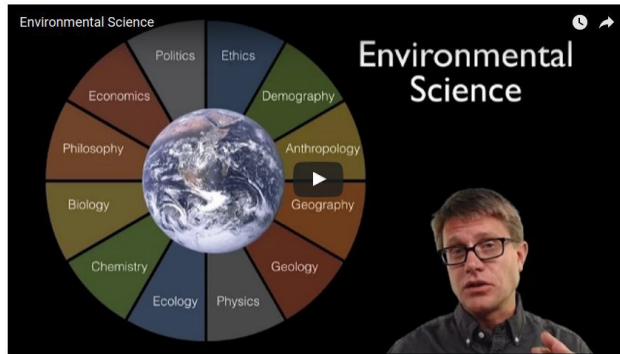 Environmental Science
Environmental
Science
Politics
Ethics
Economics
Demography
Philosophy
Anthropology
Biology
Geography
Chemistry
Geology
Ecology
Physics